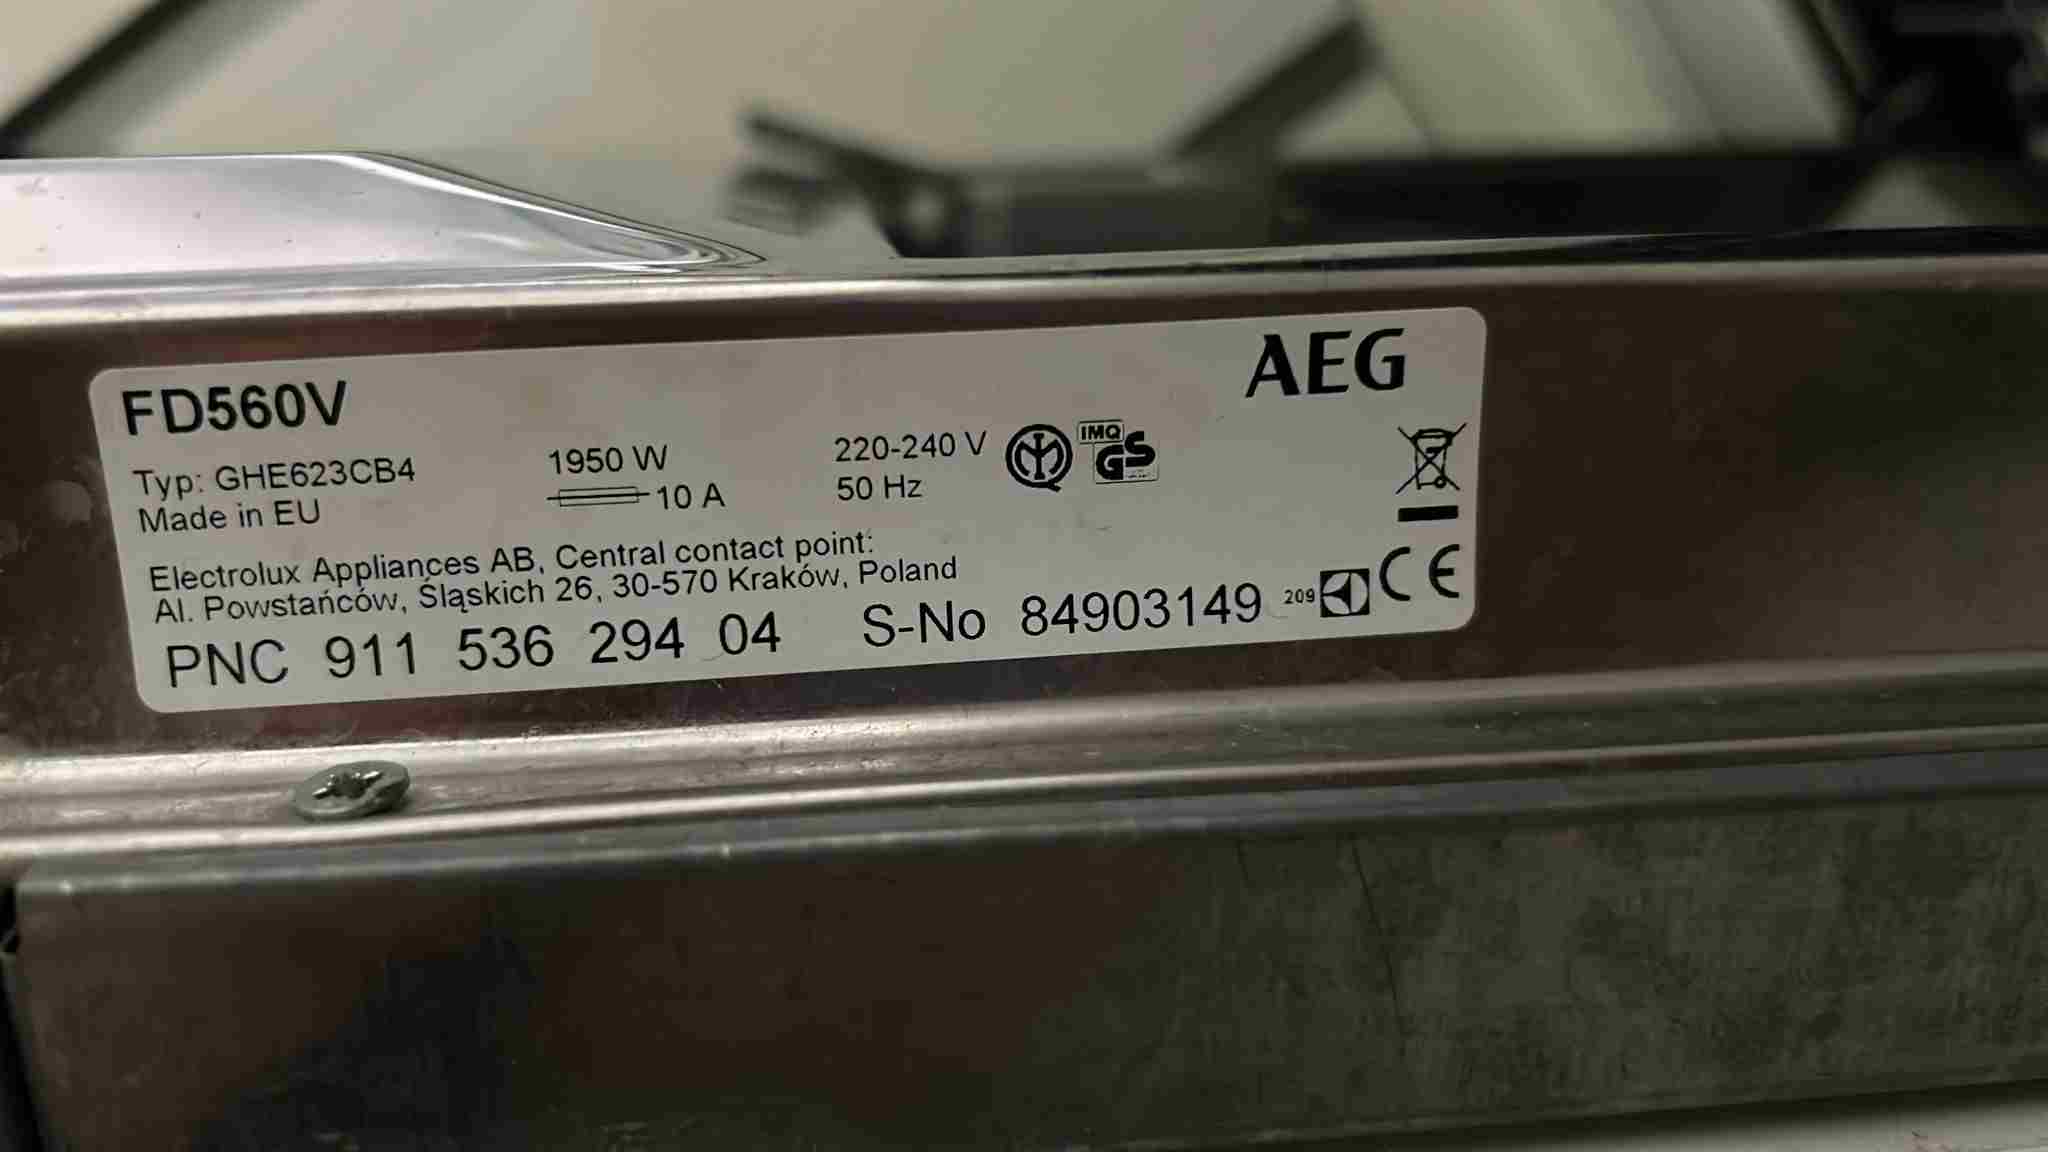 AEG
FD560V
Typ: GHE623CB4
Made in EU
1950 W
10 A
220-240 V
50 Hz
IMQ
GS
Electrolux Appliances AB, Central contact point:
Al. Powstańców, Śląskich 26, 30-570 Kraków, Poland
PNC 911 536 294 04 S-No 84903149 209 CE